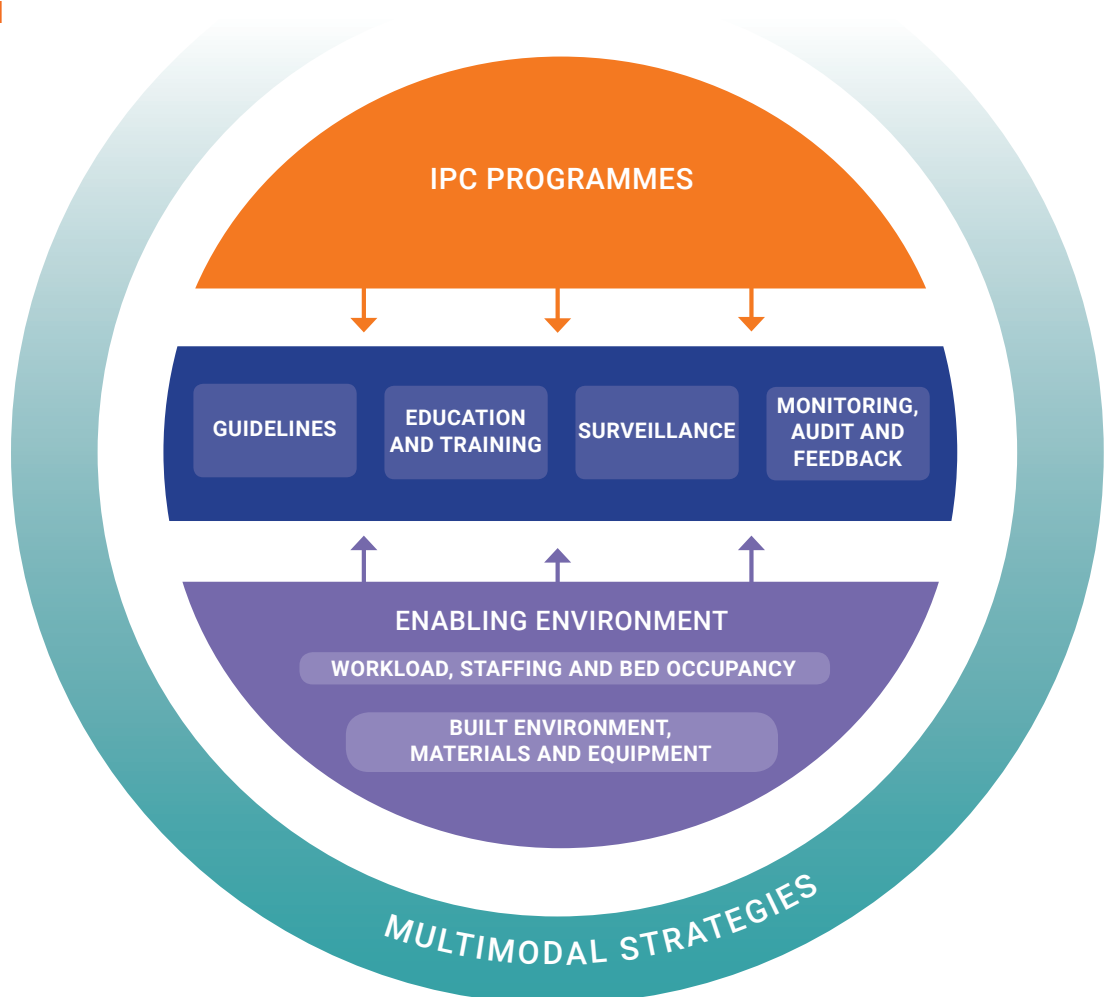 IPC PROGRAMMES
GUIDELINES
EDUCATION
AND TRAINING
SURVEILLANCE
MONITORING,
AUDIT AND
FEEDBACK
ENABLING ENVIRONMENT
WORKLOAD, STAFFING AND BED OCCUPANCY
BUILT ENVIRONMENT,
MATERIALS AND EQUIPMENT
MULTIMODAL STRATEGIES